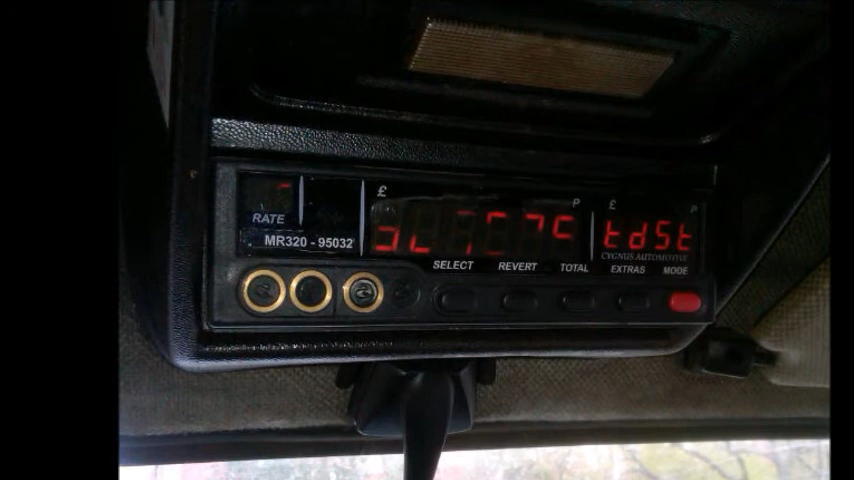 £ P £ P
RATE
tdSt
MR320 - 95032
CYGNUS AUTOMOTIVE
SELECT REVERT TOTAL EXTRAS MODE